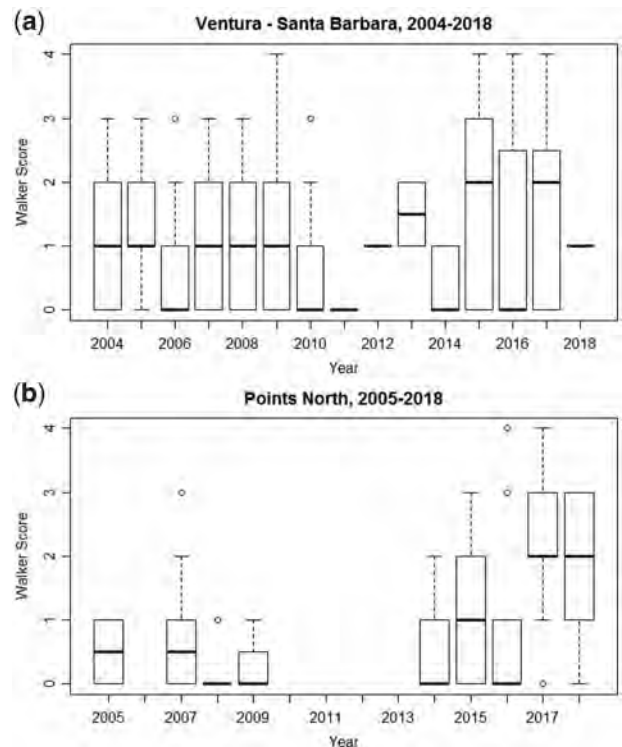 (a)
Ventura - Santa Barbara, 2004-2018
Walker Score
4
3
2
1
0
2004 2006 2008 2010 2012 2014 2016 2018
Year
(b)
Points North, 2005-2018
Walker Score
4
3
2
1
0
2005 2007 2009 2011 2013 2015 2017
Year